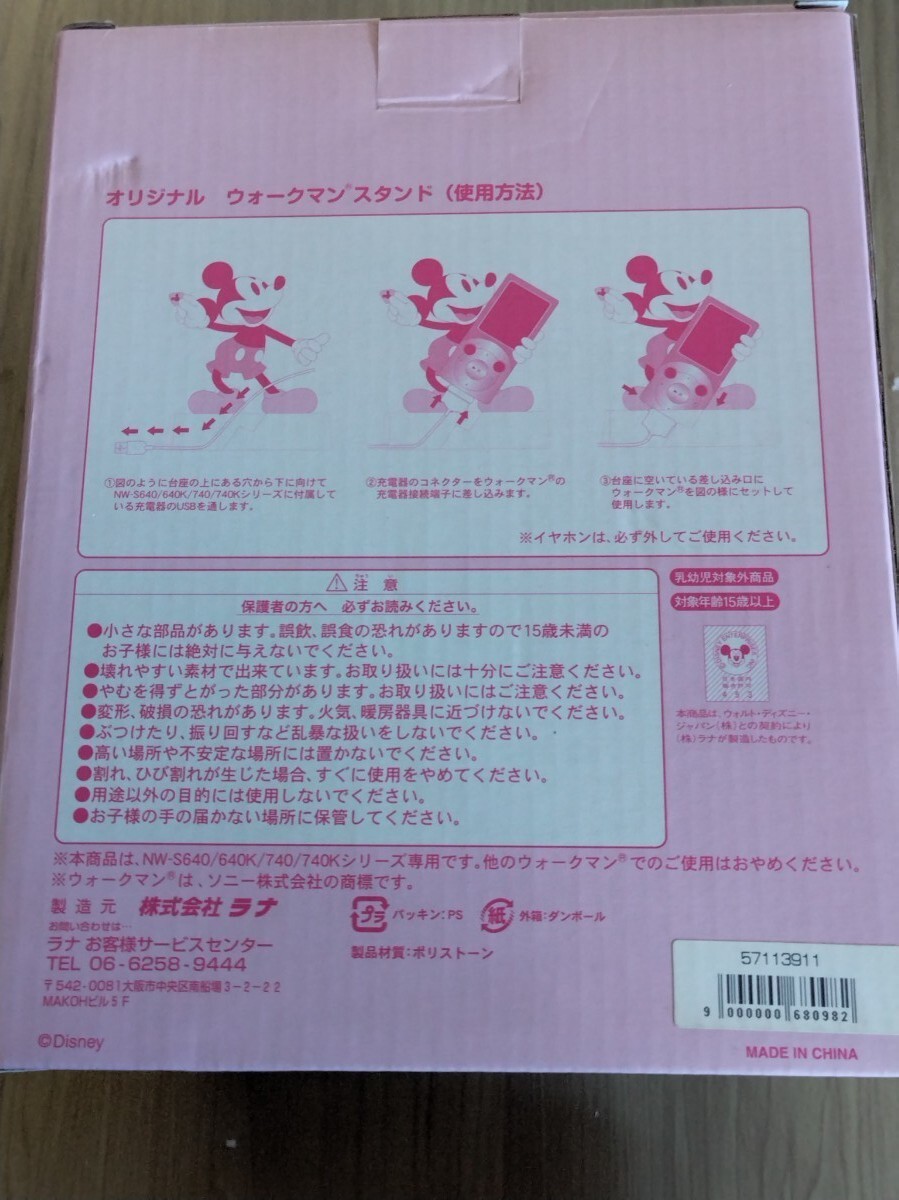 オリジナル ウォークマン®スタンド（使用方法）
①図のように台座の上にある穴から下に向けて
NW-S640/640K/740/740Kシリーズに付属して
いる充電器のUSBを通します。
②充電器のコネクターをウォークマン®の
充電器接続端子に差し込みます。
③台座に空いている差し込み口に
ウォークマン®を図の様にセットして
使用します。
※イヤホンは、必ず外してご使用ください。
⚠注意
ちゅう い
保護者の方へ 必ずお読みください。
●小さな部品があります。誤飲、誤食の恐れがありますので15歳未満の
お子様には絶対に与えないでください。
●壊れやすい素材で出来ています。お取り扱いには十分にご注意ください。
●やむを得ずとがった部分があります。お取り扱いにはご注意ください。
●変形、破損の恐れがあります。火気、暖房器具に近づけないでください。
●ぶつけたり、振り回すなど乱暴な扱いをしないでください。
●高い場所や不安定な場所には置かないでください。
●割れ、ひび割れが生じた場合、すぐに使用をやめてください。
●用途以外の目的には使用しないでください。
●お子様の手の届かない場所に保管してください。
乳幼児対象外商品
対象年齢15歳以上
本商品は、ウォルト・ディズニー・
ジャパン（株）との契約により
（株）ラナが製造したものです。
※本商品は、NW-S640/640K/740/740Kシリーズ専用です。他のウォークマン®でのご使用はおやめください。
※ウォークマン®は、ソニー株式会社の商標です。
製造元 株式会社 ラナ
お問い合わせは…
ラナ お客様サービスセンター
TEL 06-6258-9444
〒542-0081大阪市中央区南船場3-2-22
MAKOHビル5F
プラ パッキン:PS 紙 外箱:ダンボール
製品材質:ポリストーン
57113911
9 000000 680982
©Disney
MADE IN CHINA